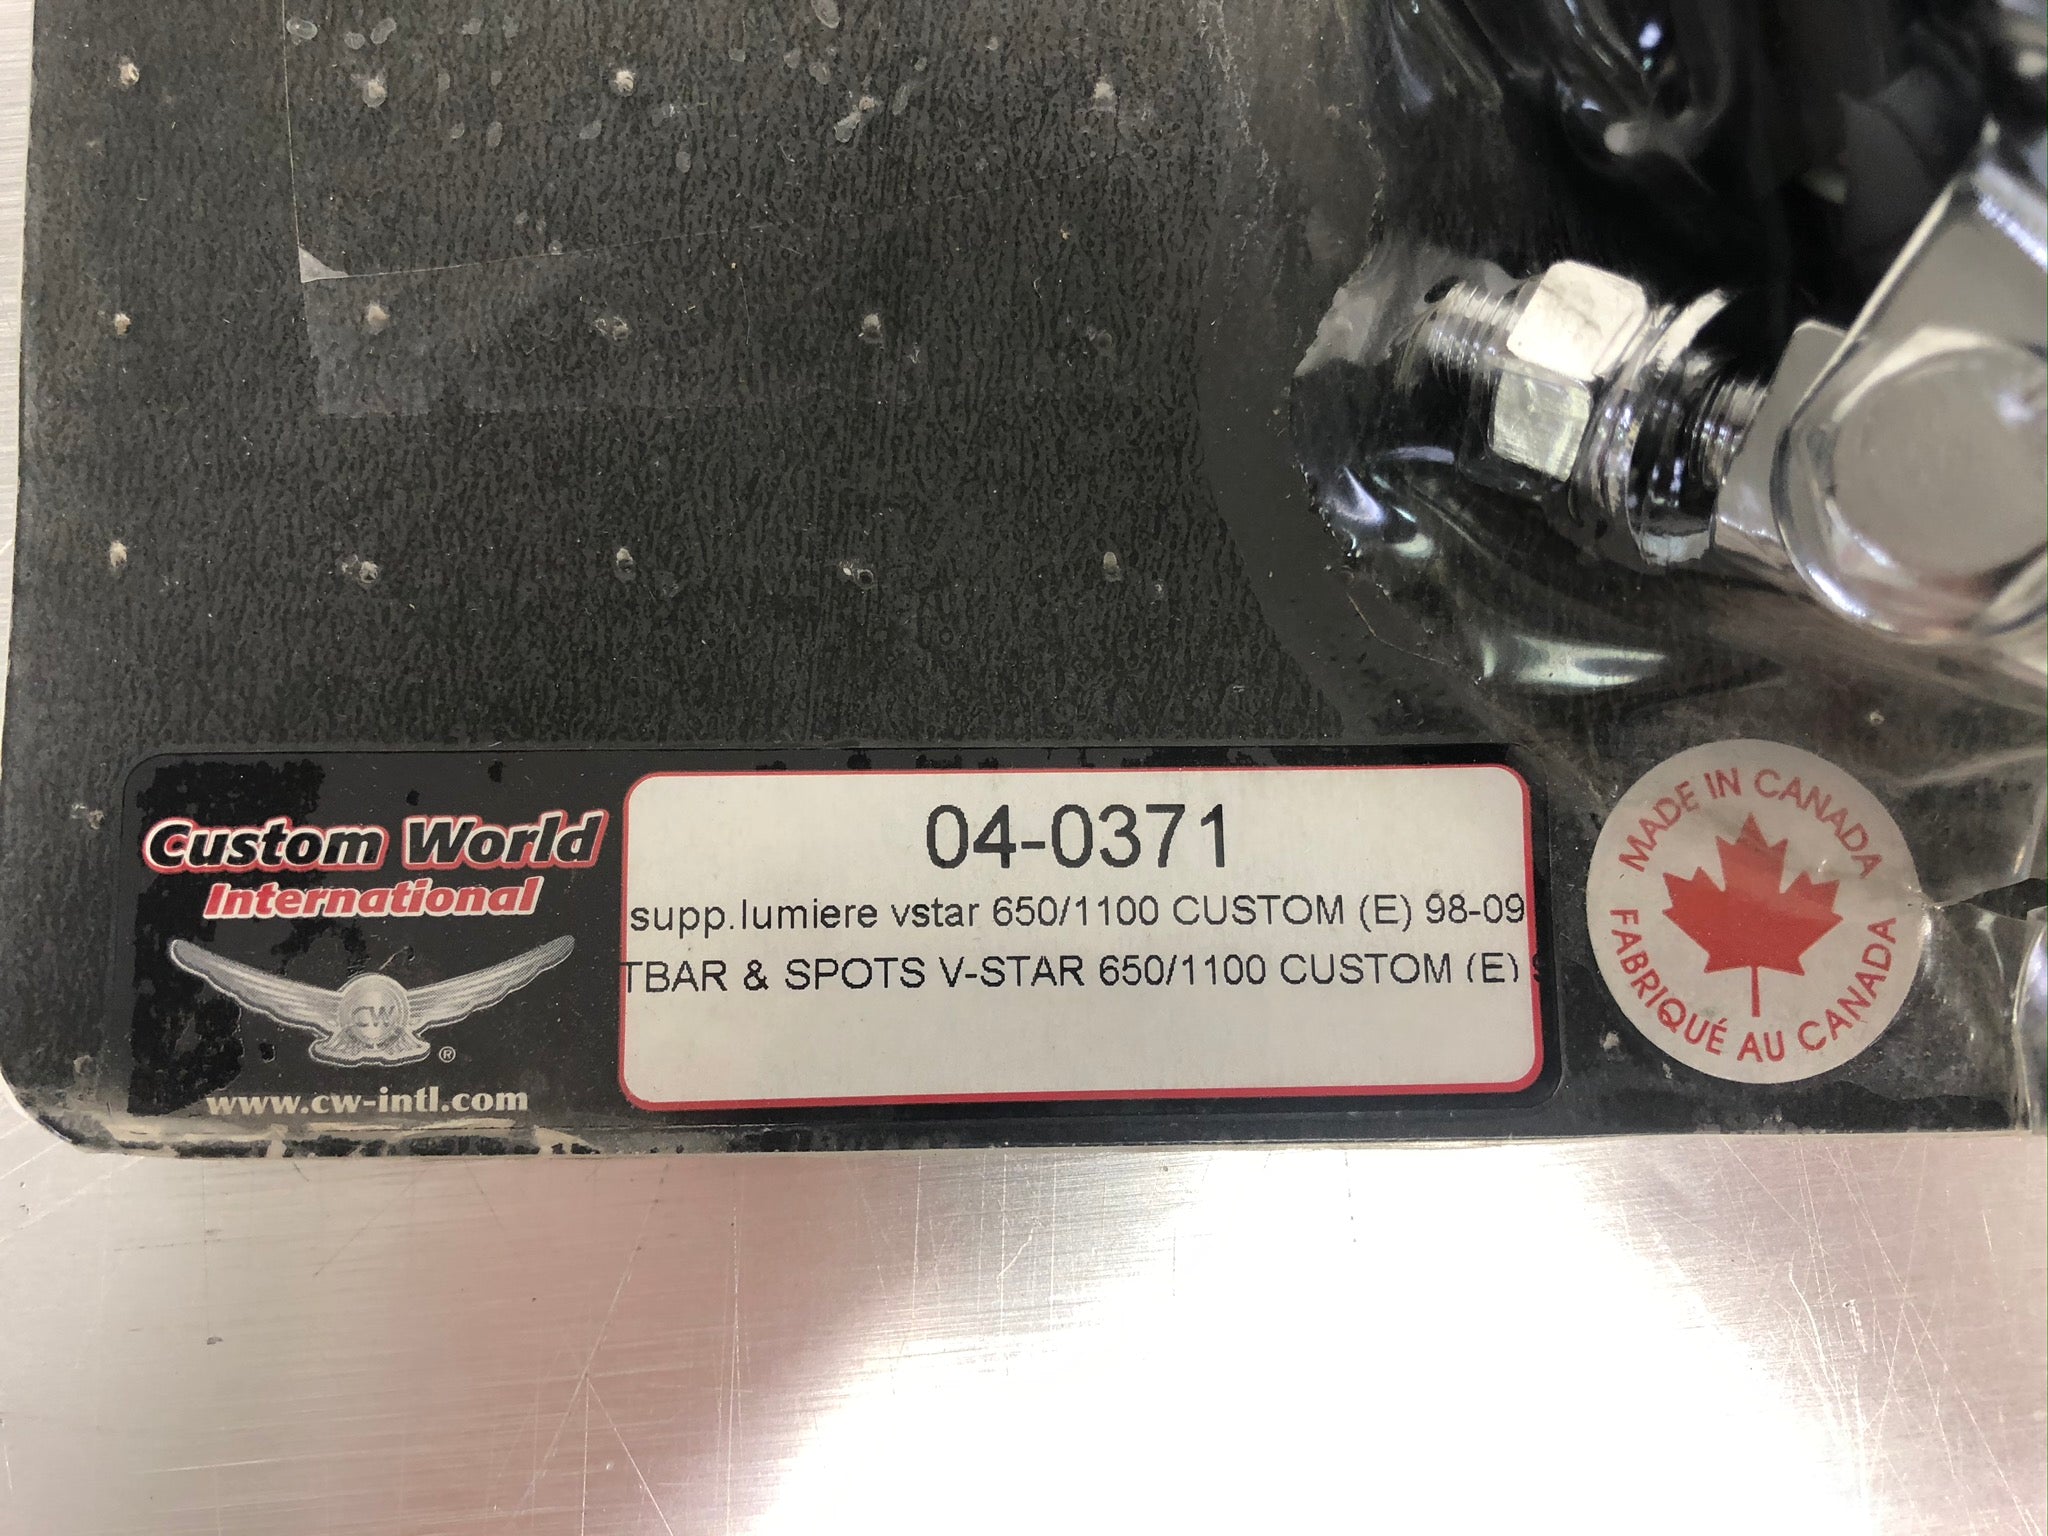 Custom World
International
CW
®
www.cw-intl.com
04-0371
supp.lumiere vstar 650/1100 CUSTOM (E) 98-09
TBAR & SPOTS V-STAR 650/1100 CUSTOM (E)
MADE IN CANADA
FABRIQUÉ AU CANADA